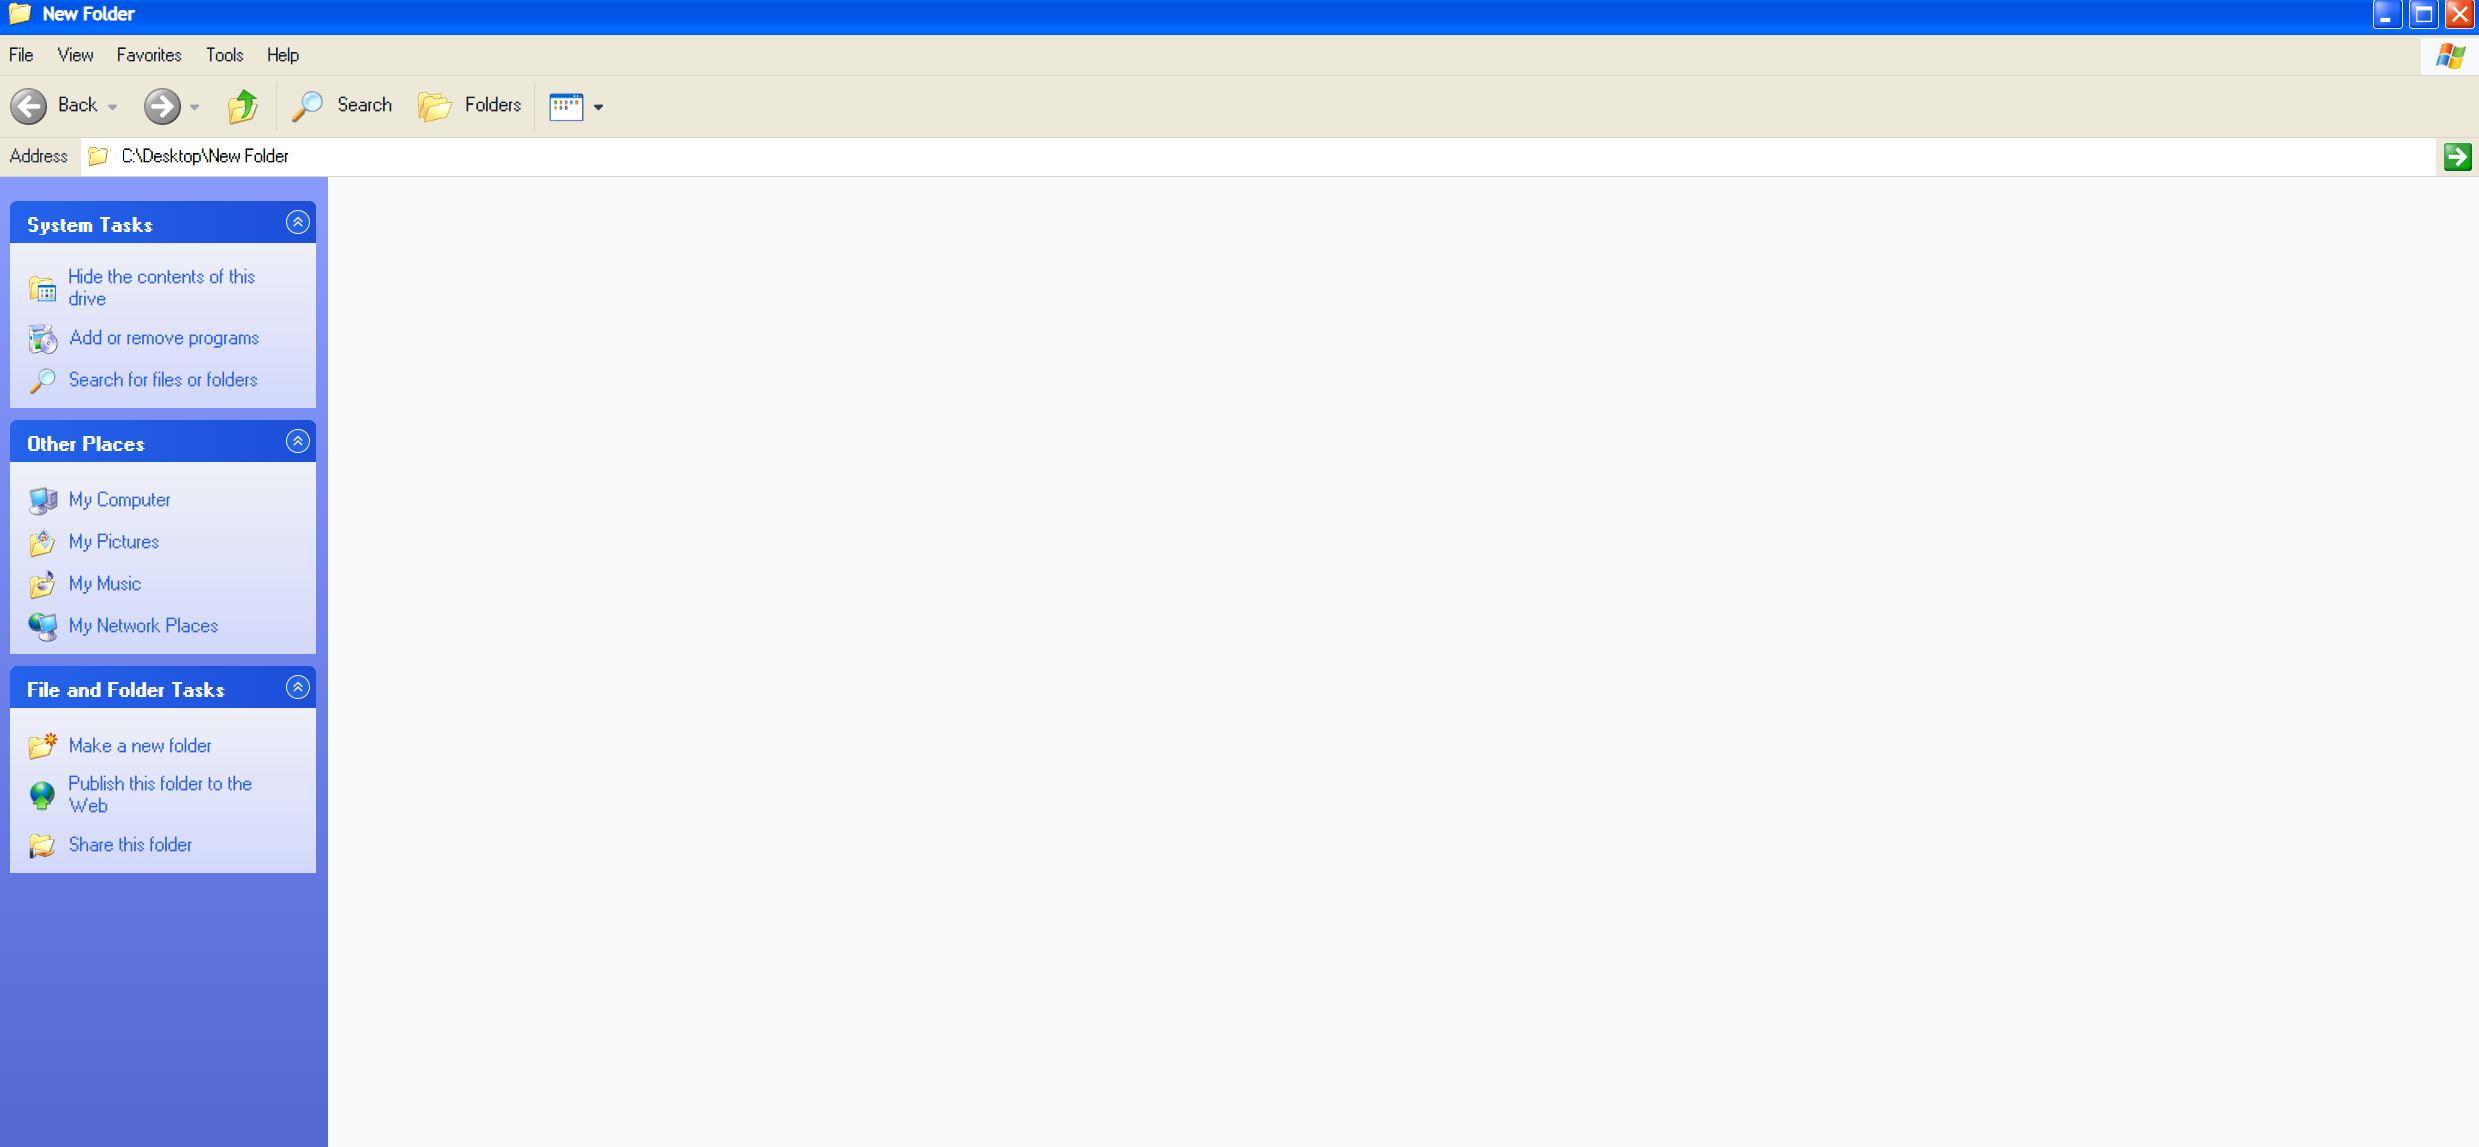 New Folder
File View Favorites Tools Help
Back Search Folders
Address C:\Desktop\New Folder
System Tasks
Hide the contents of this
drive
Add or remove programs
Search for files or folders
Other Places
My Computer
My Pictures
My Music
My Network Places
File and Folder Tasks
Make a new folder
Publish this folder to the
Web
Share this folder